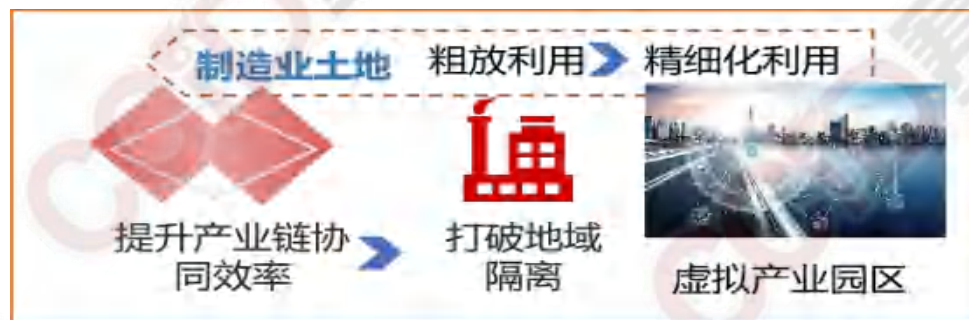 制造业土地 粗放利用 精细化利用
提升产业链协
同效率
打破地域
隔离
虚拟产业园区